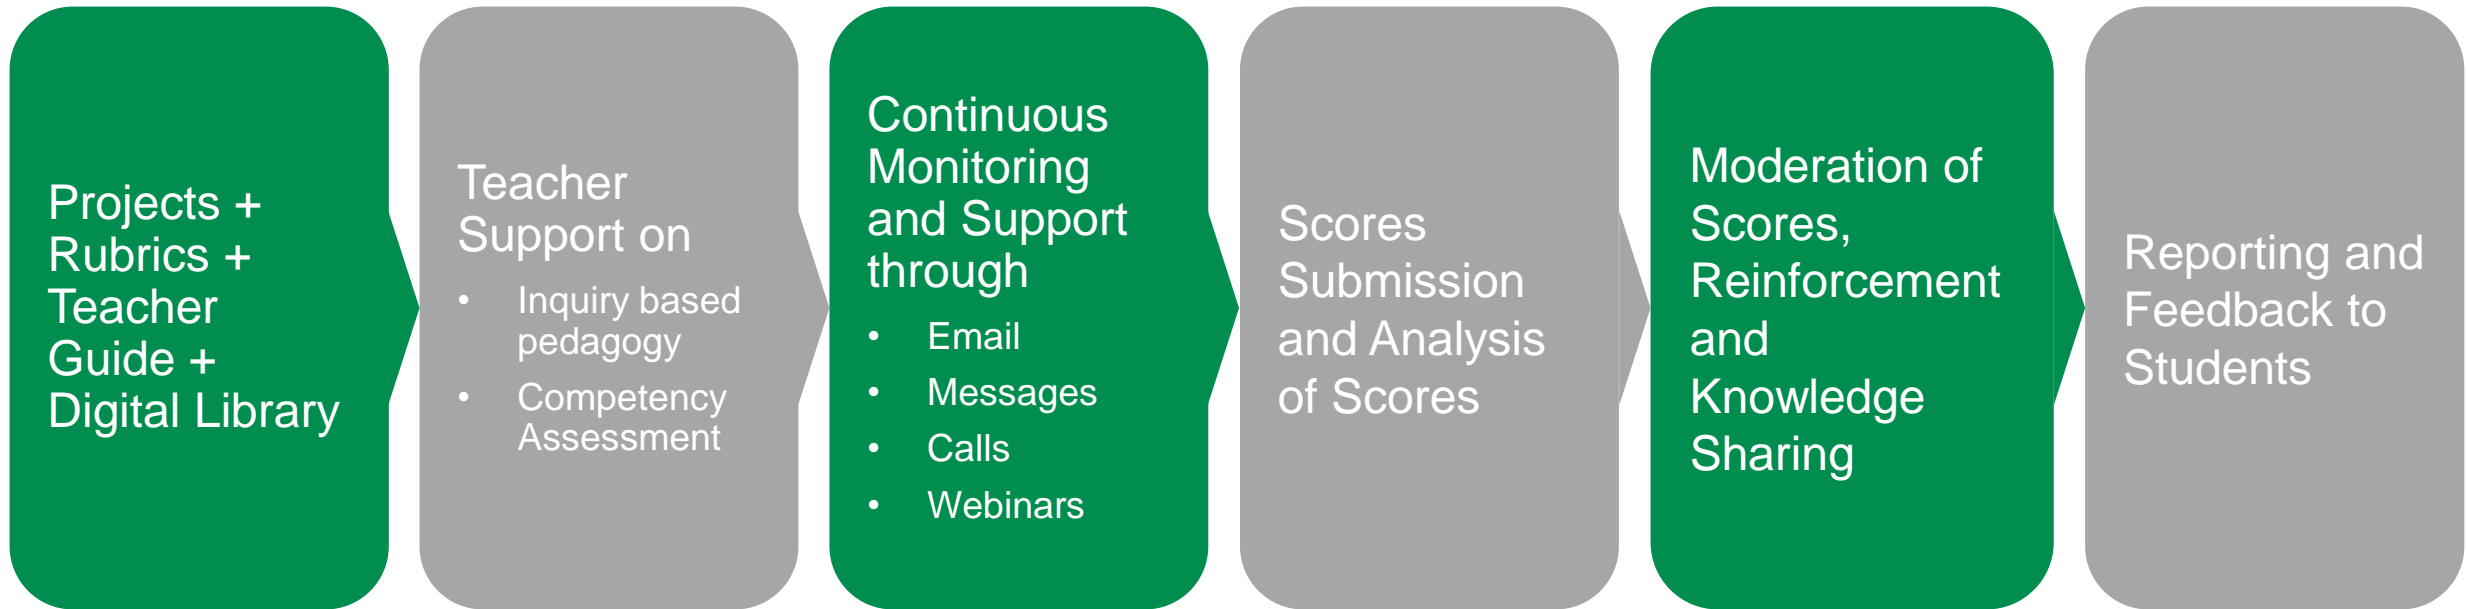 Projects +
Rubrics +
Teacher
Guide +
Digital Library
Teacher
Support on
• Inquiry based
pedagogy
• Competency
Assessment
Continuous
Monitoring
and Support
through
• Email
• Messages
• Calls
• Webinars
Scores
Submission
and Analysis
of Scores
Moderation of
Scores,
Reinforcement
and
Knowledge
Sharing
Reporting and
Feedback to
Students